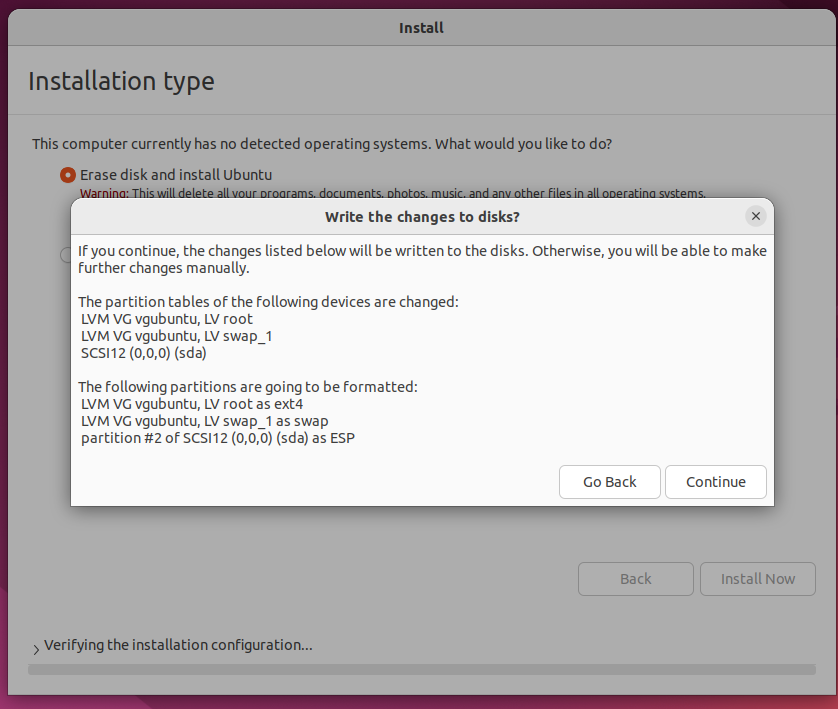 Install
Installation type
This computer currently has no detected operating systems. What would you like to do?
Erase disk and install Ubuntu
Warning: This will delete all your programs, documents, photos, music, and any other files in all operating systems.
Write the changes to disks?
If you continue, the changes listed below will be written to the disks. Otherwise, you will be able to make
further changes manually.
The partition tables of the following devices are changed:
LVM VG vgubuntu, LV root
LVM VG vgubuntu, LV swap_1
SCSI12 (0,0,0) (sda)
The following partitions are going to be formatted:
LVM VG vgubuntu, LV root as ext4
LVM VG vgubuntu, LV swap_1 as swap
partition #2 of SCSI12 (0,0,0) (sda) as ESP
Go Back
Continue
Back
Install Now
Verifying the installation configuration...